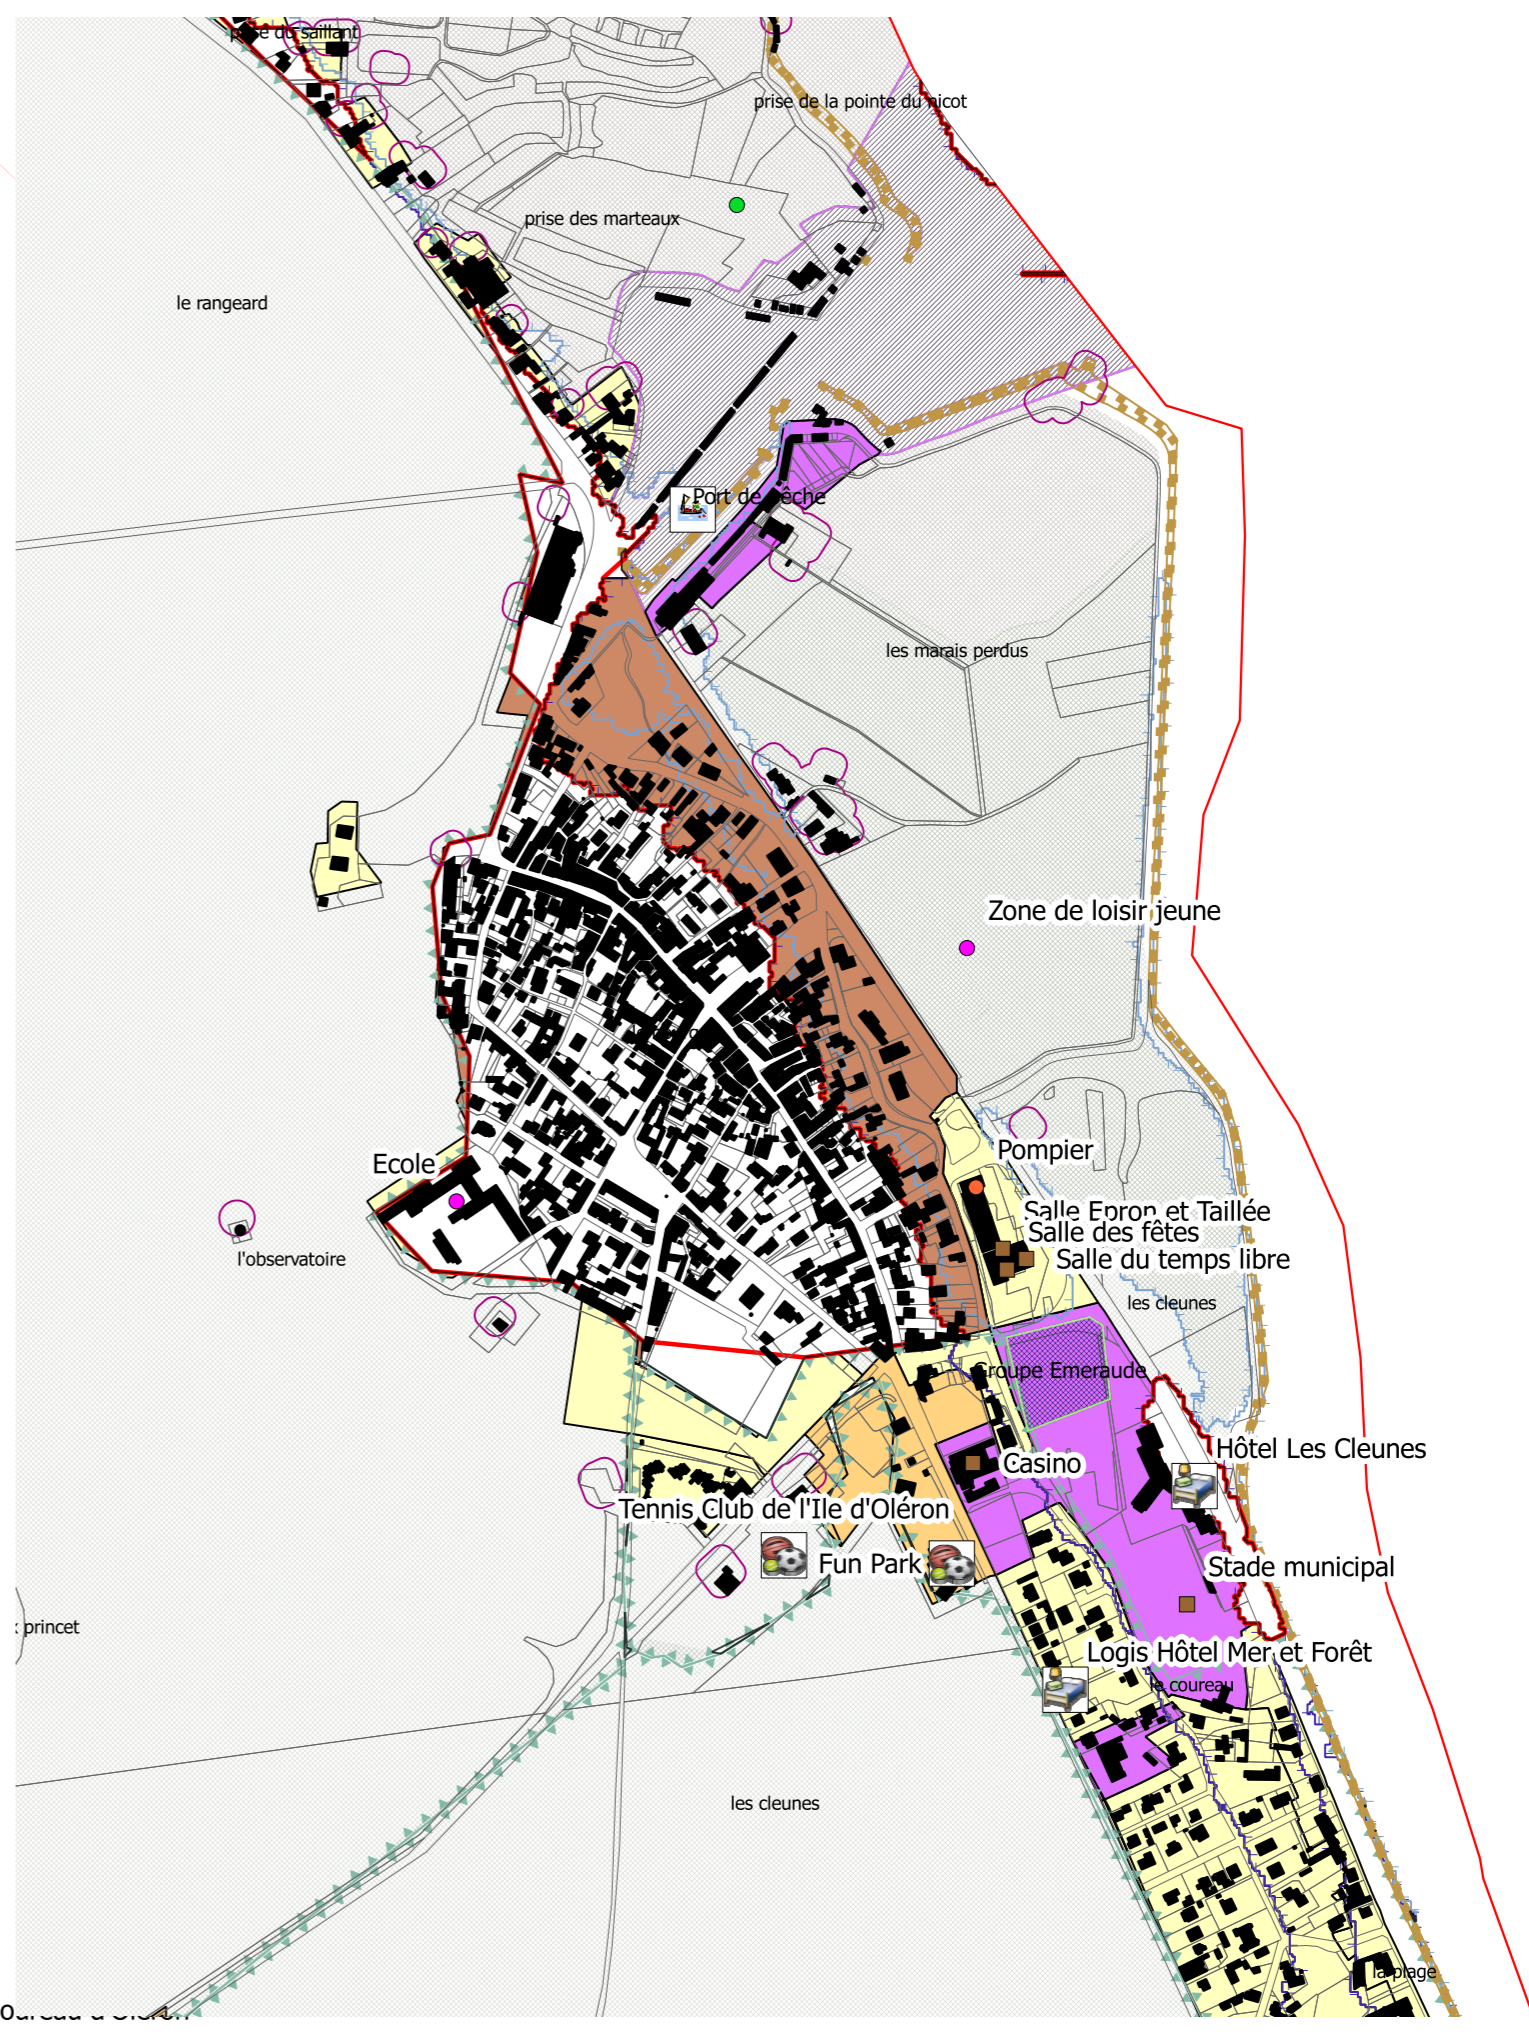 prise du saillant
prise de la pointe du nicot
prise des marteaux
le rangeard
Port de pêche
les marais perdus
Zone de loisir jeune
Ecole
Pompier
Salle Epron et Taillée
Salle des fêtes
Salle du temps libre
l'observatoire
les cleunes
Groupe Emeraude
Hôtel Les Cleunes
Casino
Tennis Club de l'Ile d'Oléron
Fun Park
Stade municipal
princet
Logis Hôtel Mer et Forêt
le coureau
les cleunes
la plage